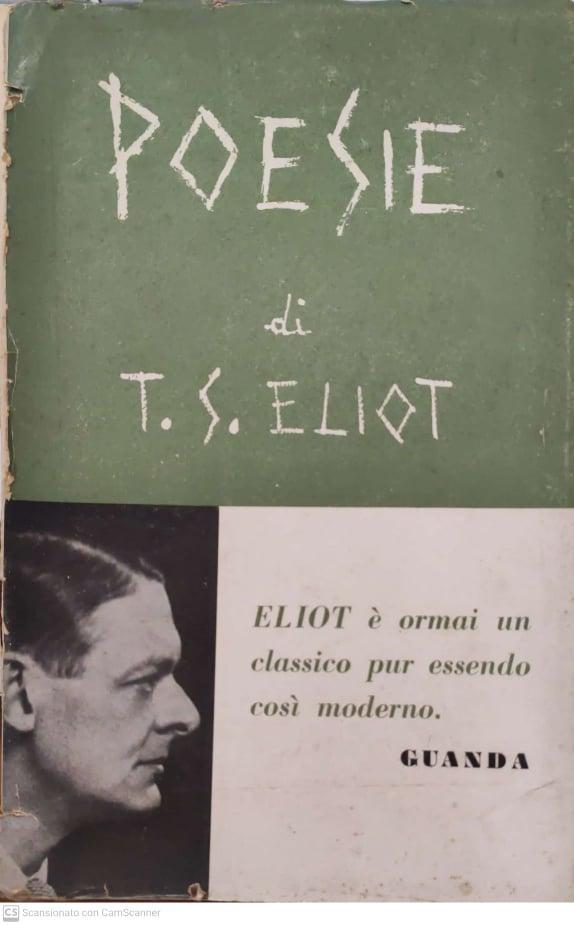 POESIE
di
T. S. ELIOT
ELIOT è ormai un
classico pur essendo
così moderno.
GUANDA
CS Scansionato con CamScanner